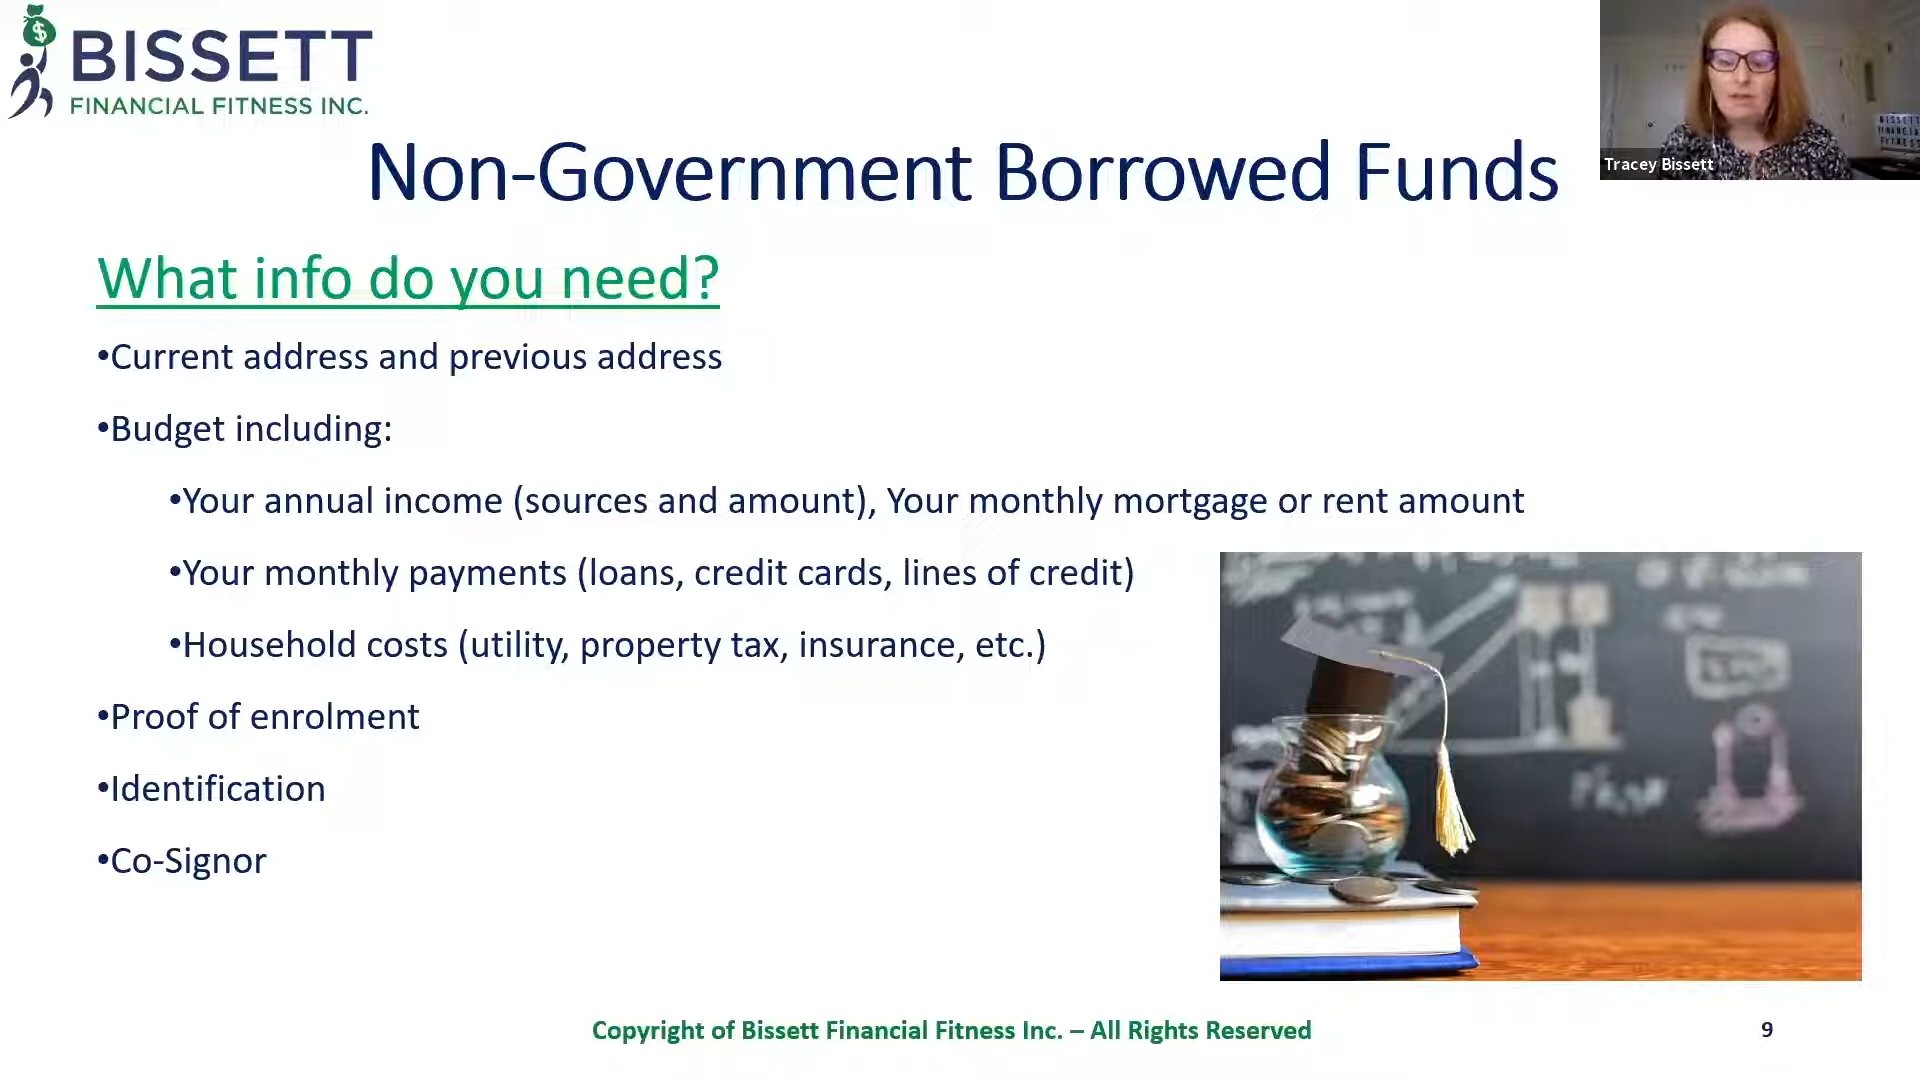 BISSETT
FINANCIAL FITNESS INC.
Tracey Bissett
Non-Government Borrowed Funds
What info do you need?
•Current address and previous address
•Budget including:
•Your annual income (sources and amount), Your monthly mortgage or rent amount
•Your monthly payments (loans, credit cards, lines of credit)
•Household costs (utility, property tax, insurance, etc.)
•Proof of enrolment
•Identification
•Co-Signor
Copyright of Bissett Financial Fitness Inc. – All Rights Reserved
9